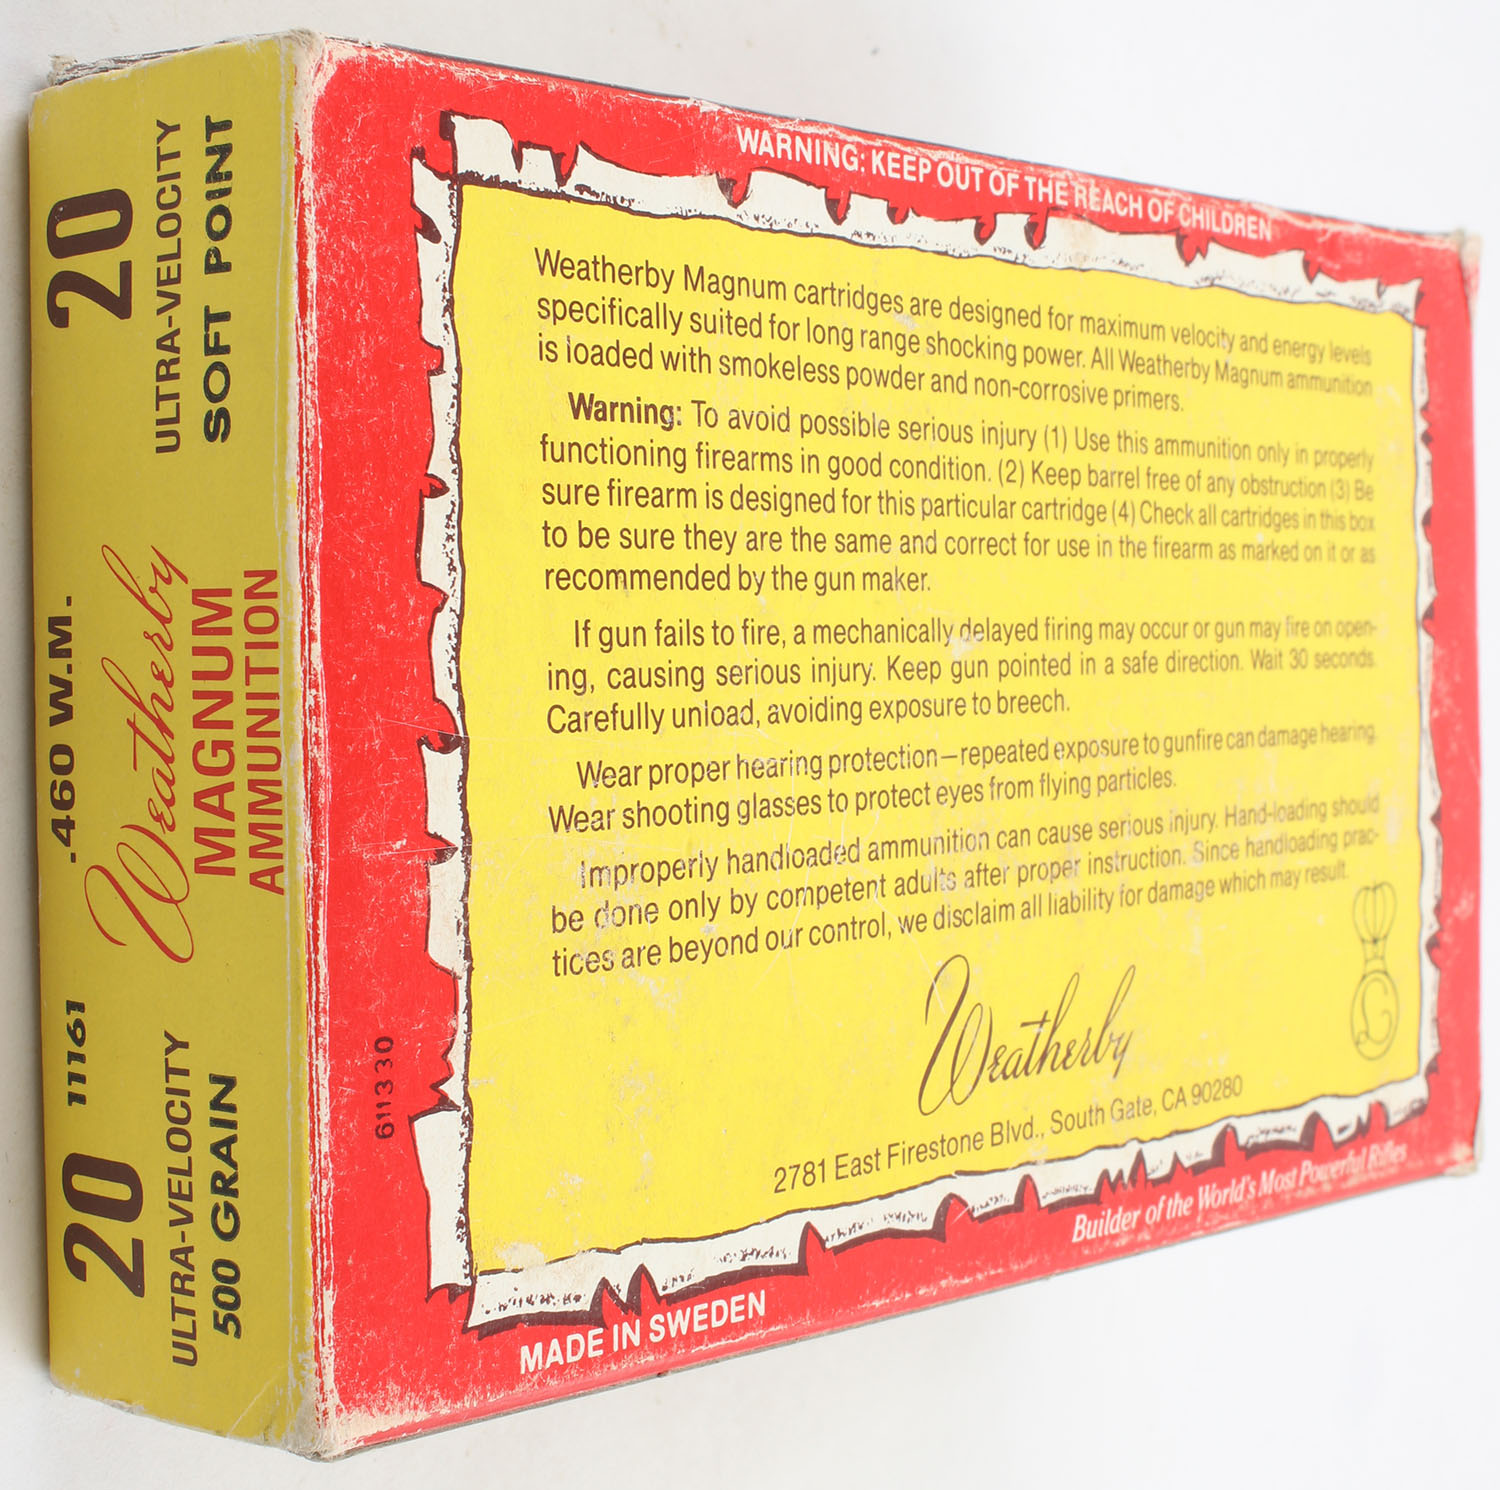 20 11161 .460 W.M. 20
ULTRA-VELOCITY Weatherby ULTRA-VELOCITY
500 GRAIN MAGNUM SOFT POINT
AMMUNITION
WARNING: KEEP OUT OF THE REACH OF CHILDREN
Weatherby Magnum cartridges are designed for maximum velocity and energy levels
specifically suited for long range shocking power. All Weatherby Magnum ammunition
is loaded with smokeless powder and non-corrosive primers.
Warning: To avoid possible serious injury (1) Use this ammunition only in properly
functioning firearms in good condition. (2) Keep barrel free of any obstruction (3) Be
sure firearm is designed for this particular cartridge (4) Check all cartridges in this box
to be sure they are the same and correct for use in the firearm as marked on it or as
recommended by the gun maker.
If gun fails to fire, a mechanically delayed firing may occur or gun may fire on open-
ing, causing serious injury. Keep gun pointed in a safe direction. Wait 30 seconds.
Carefully unload, avoiding exposure to breech.
Wear proper hearing protection—repeated exposure to gunfire can damage hearing.
Wear shooting glasses to protect eyes from flying particles.
Improperly handloaded ammunition can cause serious injury. Hand-loading should
be done only by competent adults after proper instruction. Since handloading prac-
tices are beyond our control, we disclaim all liability for damage which may result.
Weatherby
2781 East Firestone Blvd., South Gate, CA 90280
611330
MADE IN SWEDEN
Builder of the World's Most Powerful Rifles